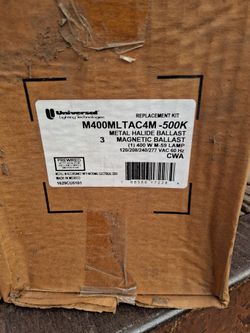 Universal
Lighting Technologies
REPLACEMENT KIT
M400MLTAC4M -500K
METAL HALIDE BALLAST
3 MAGNETIC BALLAST
(1) 400 W M-59 LAMP
120/208/240/277 VAC 60 Hz
CWA
PREWIRED
MADE IN MEXICO